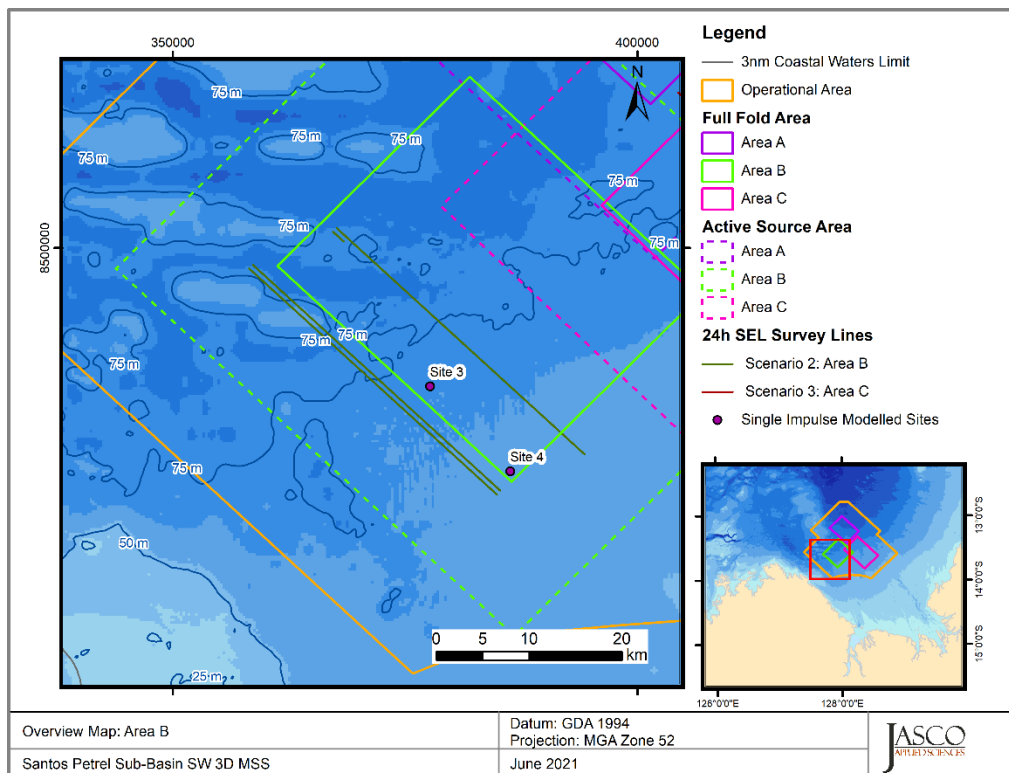 350000
400000
8500000
N
75 m
75 m
75 m
75 m
75 m
75 m
75 m
75 m
75 m
75 m
75 m
75 m
75 m
75 m
Site 3
Site 4
50 m
25 m
0 5 10 20
km
Legend
3nm Coastal Waters Limit
Operational Area
Full Fold Area
Area A
Area B
Area C
Active Source Area
Area A
Area B
Area C
24h SEL Survey Lines
Scenario 2: Area B
Scenario 3: Area C
Single Impulse Modelled Sites
13°0'0"S
14°0'0"S
15°0'0"S
126°0'0"E
128°0'0"E
Overview Map: Area B
Datum: GDA 1994
Projection: MGA Zone 52
Santos Petrel Sub-Basin SW 3D MSS
June 2021
JASCO
APPLIED SCIENCES